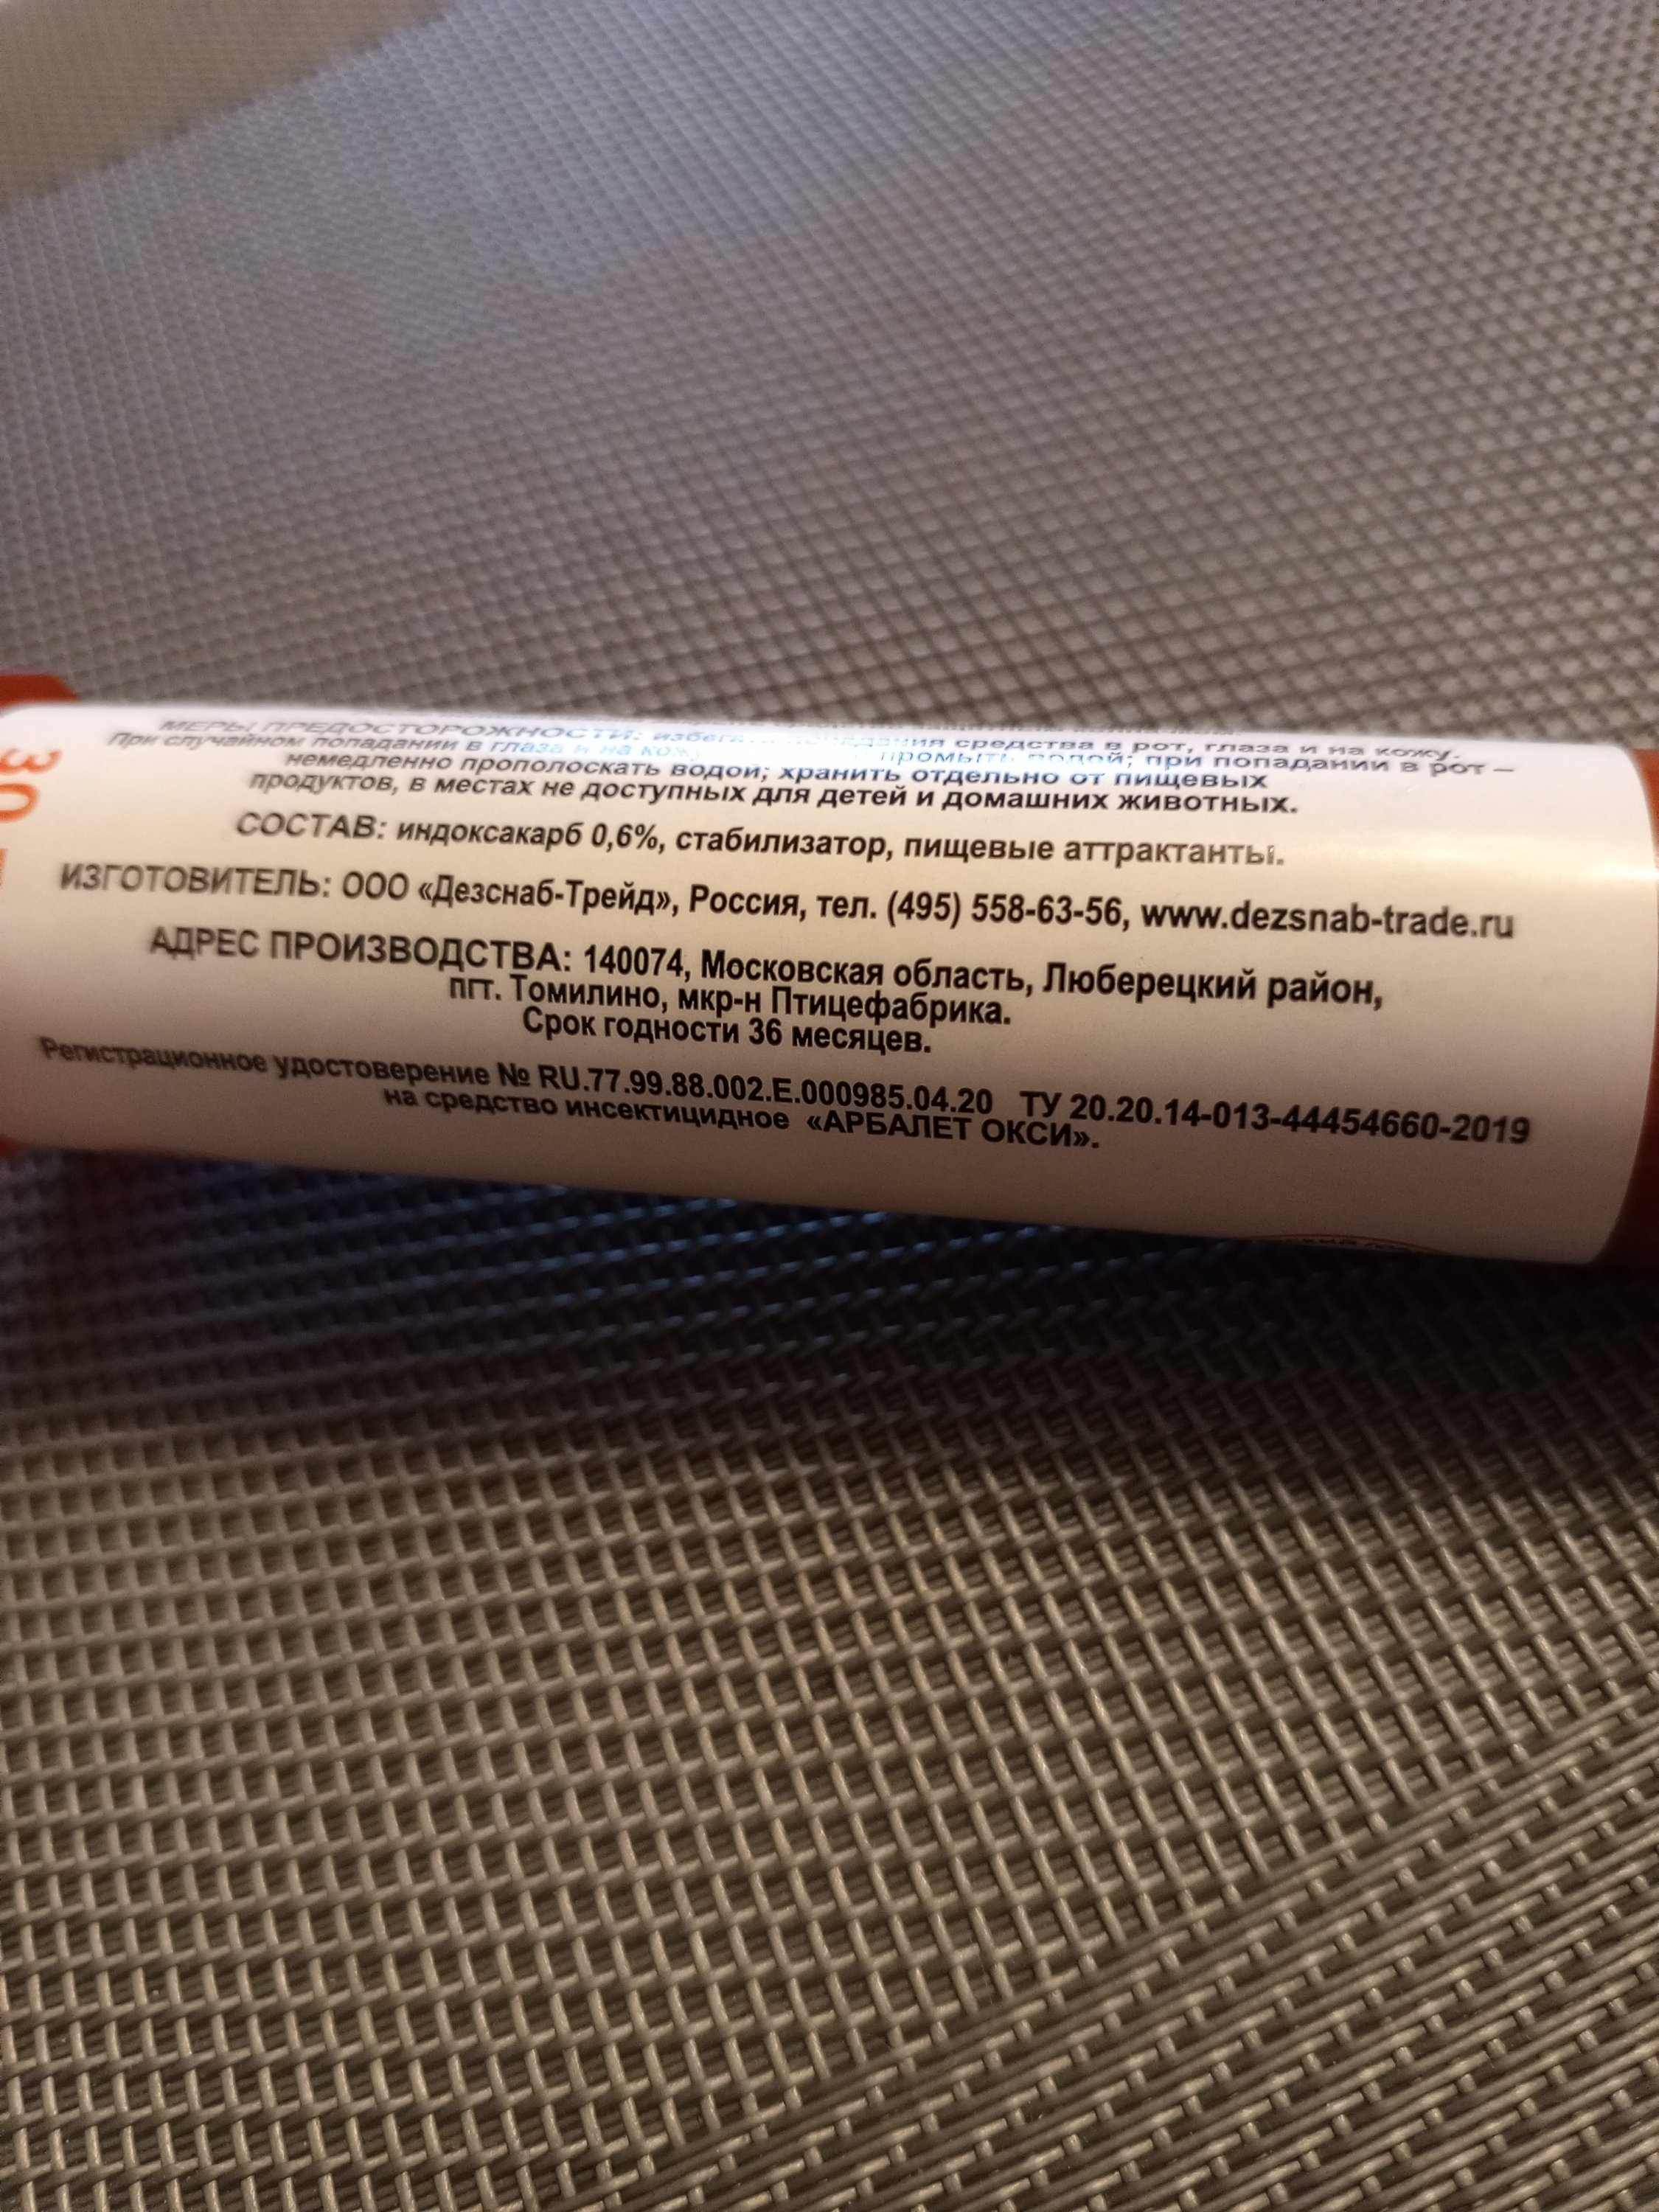 МЕРЫ ПРЕДОСТОРОЖНОСТИ: средства в рот, глаза и на кожу.
При случайном попадании в глаза и на промыть водой; при попадании в рот –
немедленно прополоскать водой; хранить отдельно от пищевых
продуктов, в местах не доступных для детей и домашних животных.
СОСТАВ: индоксакарб 0,6%, стабилизатор, пищевые аттрактанты.
ИЗГОТОВИТЕЛЬ: ООО «Дезснаб-Трейд», Россия, тел. (495) 558-63-56, www.dezsnab-trade.ru
АДРЕС ПРОИЗВОДСТВА: 140074, Московская область, Люберецкий район,
пгт. Томилино, мкр-н Птицефабрика.
Срок годности 36 месяцев.
Регистрационное удостоверение № RU.77.99.88.002.Е.000985.04.20 ТУ 20.20.14-013-44454660-2019
на средство инсектицидное «АРБАЛЕТ ОКСИ».
30